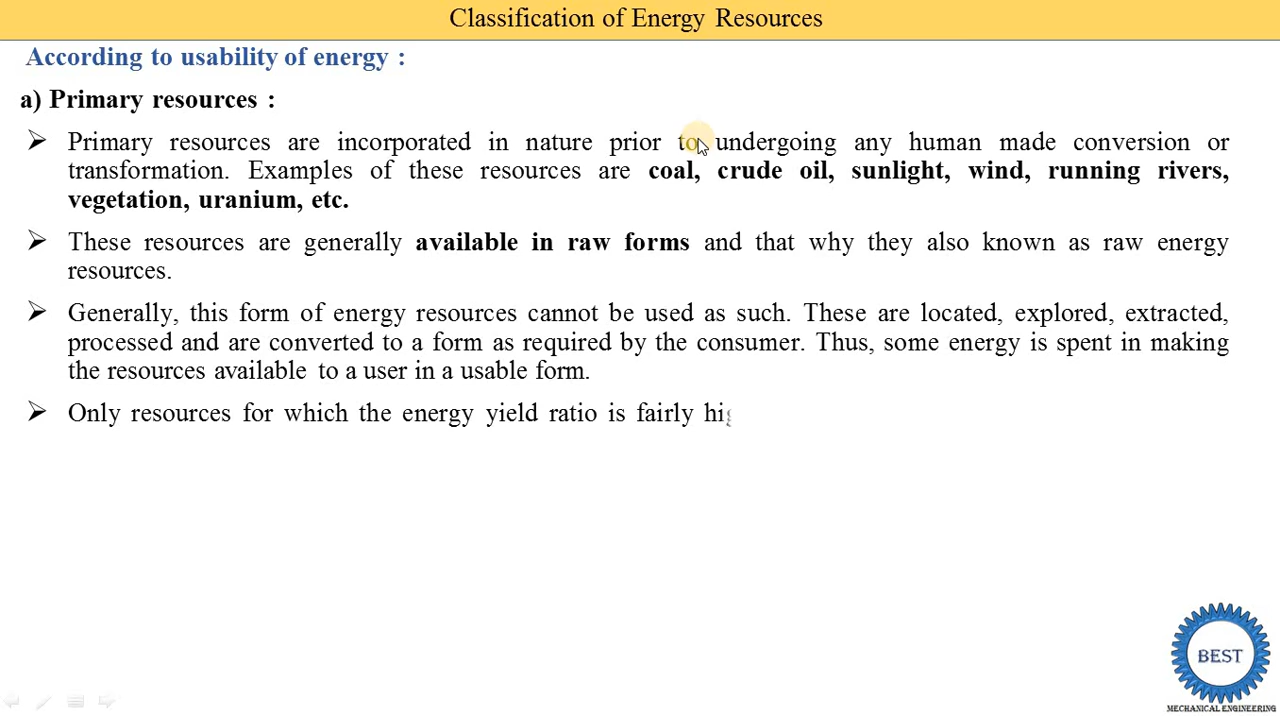 Classification of Energy Resources
According to usability of energy :
a) Primary resources :
➢ Primary resources are incorporated in nature prior to undergoing any human made conversion or
transformation. Examples of these resources are coal, crude oil, sunlight, wind, running rivers,
vegetation, uranium, etc.
➢ These resources are generally available in raw forms and that why they also known as raw energy
resources.
➢ Generally, this form of energy resources cannot be used as such. These are located, explored, extracted,
processed and are converted to a form as required by the consumer. Thus, some energy is spent in making
the resources available to a user in a usable form.
➢ Only resources for which the energy yield ratio is fairly
BEST
MECHANICAL ENGINEERING